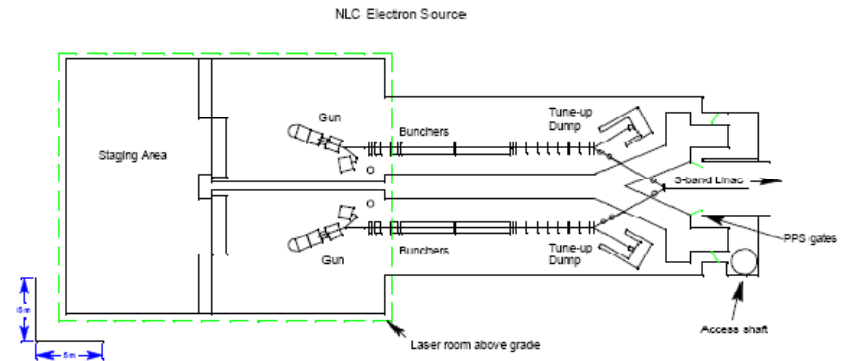 NLC Electron Source
Gun
Bunchers
Tune-up
Dump
Staging Area
S-band Linac
Gun
Bunchers
Tune-up
Dump
PPS gates
5m
5m
Access shaft
Laser room above grade